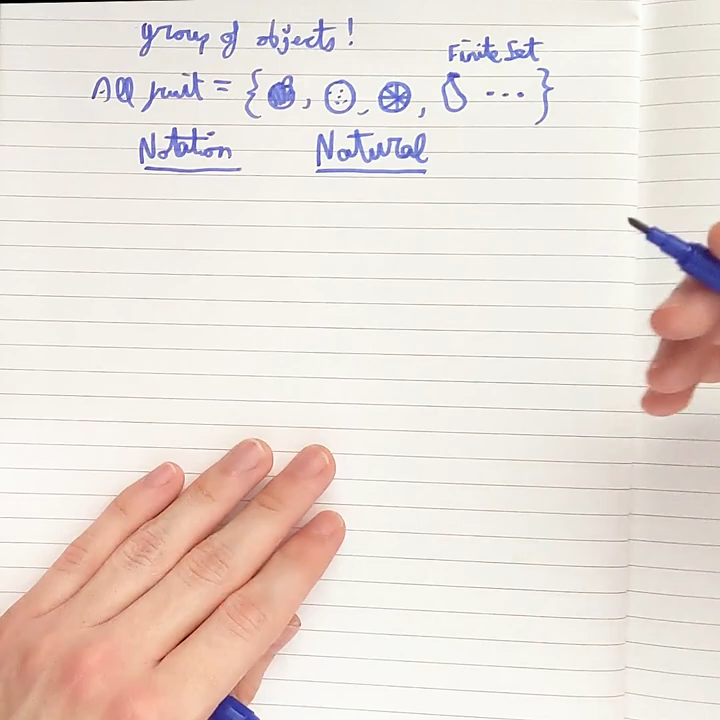 group of objects!
Finite Set
All fruit = { , , , ... }
Notation Natural